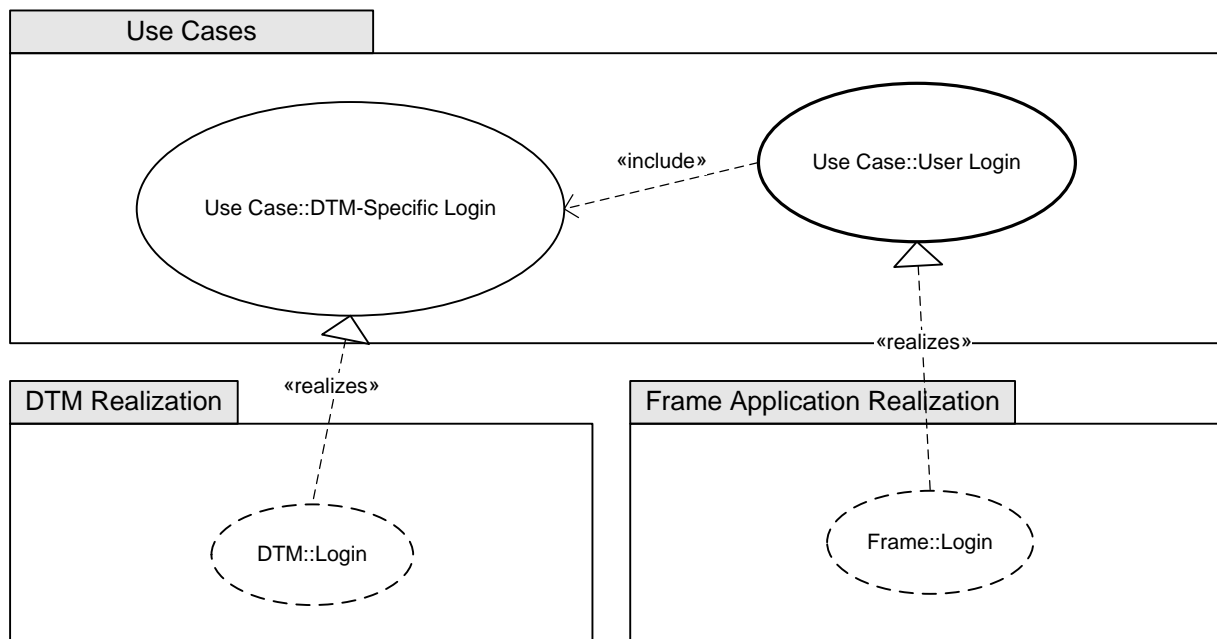 Use Cases
«include»
Use Case::User Login
Use Case::DTM-Specific Login
«realizes»
«realizes»
DTM Realization
Frame Application Realization
DTM::Login
Frame::Login